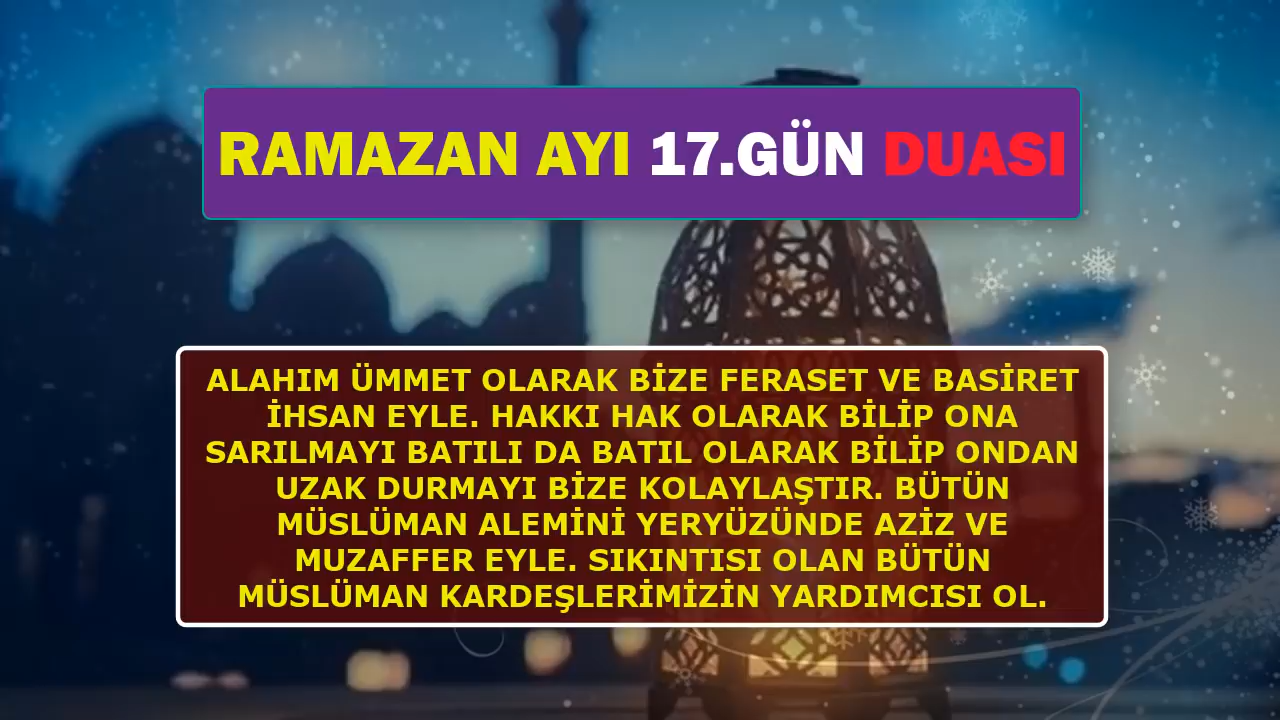 RAMAZAN AYI 17.GÜN DUASI
ALAHIM ÜMMET OLARAK BİZE FERASET VE BASİRET
İHSAN EYLE. HAKKI HAK OLARAK BİLİP ONA
SARILMAYI BATILI DA BATIL OLARAK BİLİP ONDAN
UZAK DURMAYI BİZE KOLAYLAŞTIR. BÜTÜN
MÜSLÜMAN ALEMİNİ YERYÜZÜNDE AZİZ VE
MUZAFFER EYLE. SIKINTISI OLAN BÜTÜN
MÜSLÜMAN KARDEŞLERİMİZİN YARDIMCISI OL.